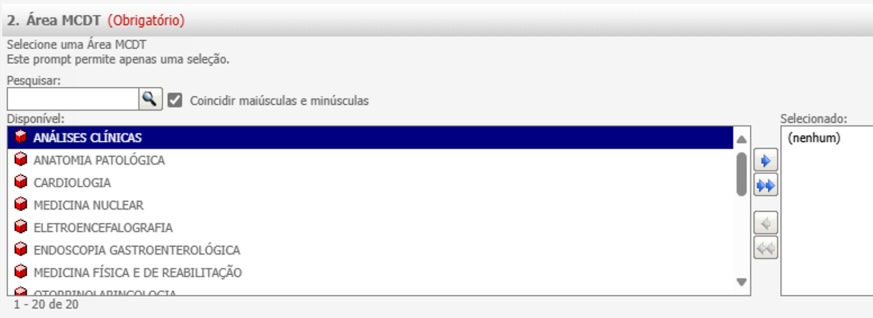 2. Área MCDT (Obrigatório)
Selecione uma Área MCDT
Este prompt permite apenas uma seleção.
Pesquisar:
Coincidir maiúsculas e minúsculas
Disponível:
Selecionado:
ANÁLISES CLÍNICAS
(nenhum)
ANATOMIA PATOLÓGICA
CARDIOLOGIA
MEDICINA NUCLEAR
ELETROENCEFALOGRAFIA
ENDOSCOPIA GASTROENTEROLÓGICA
MEDICINA FÍSICA E DE REABILITAÇÃO
OTORRINOLARINGOLOGIA
1 - 20 de 20